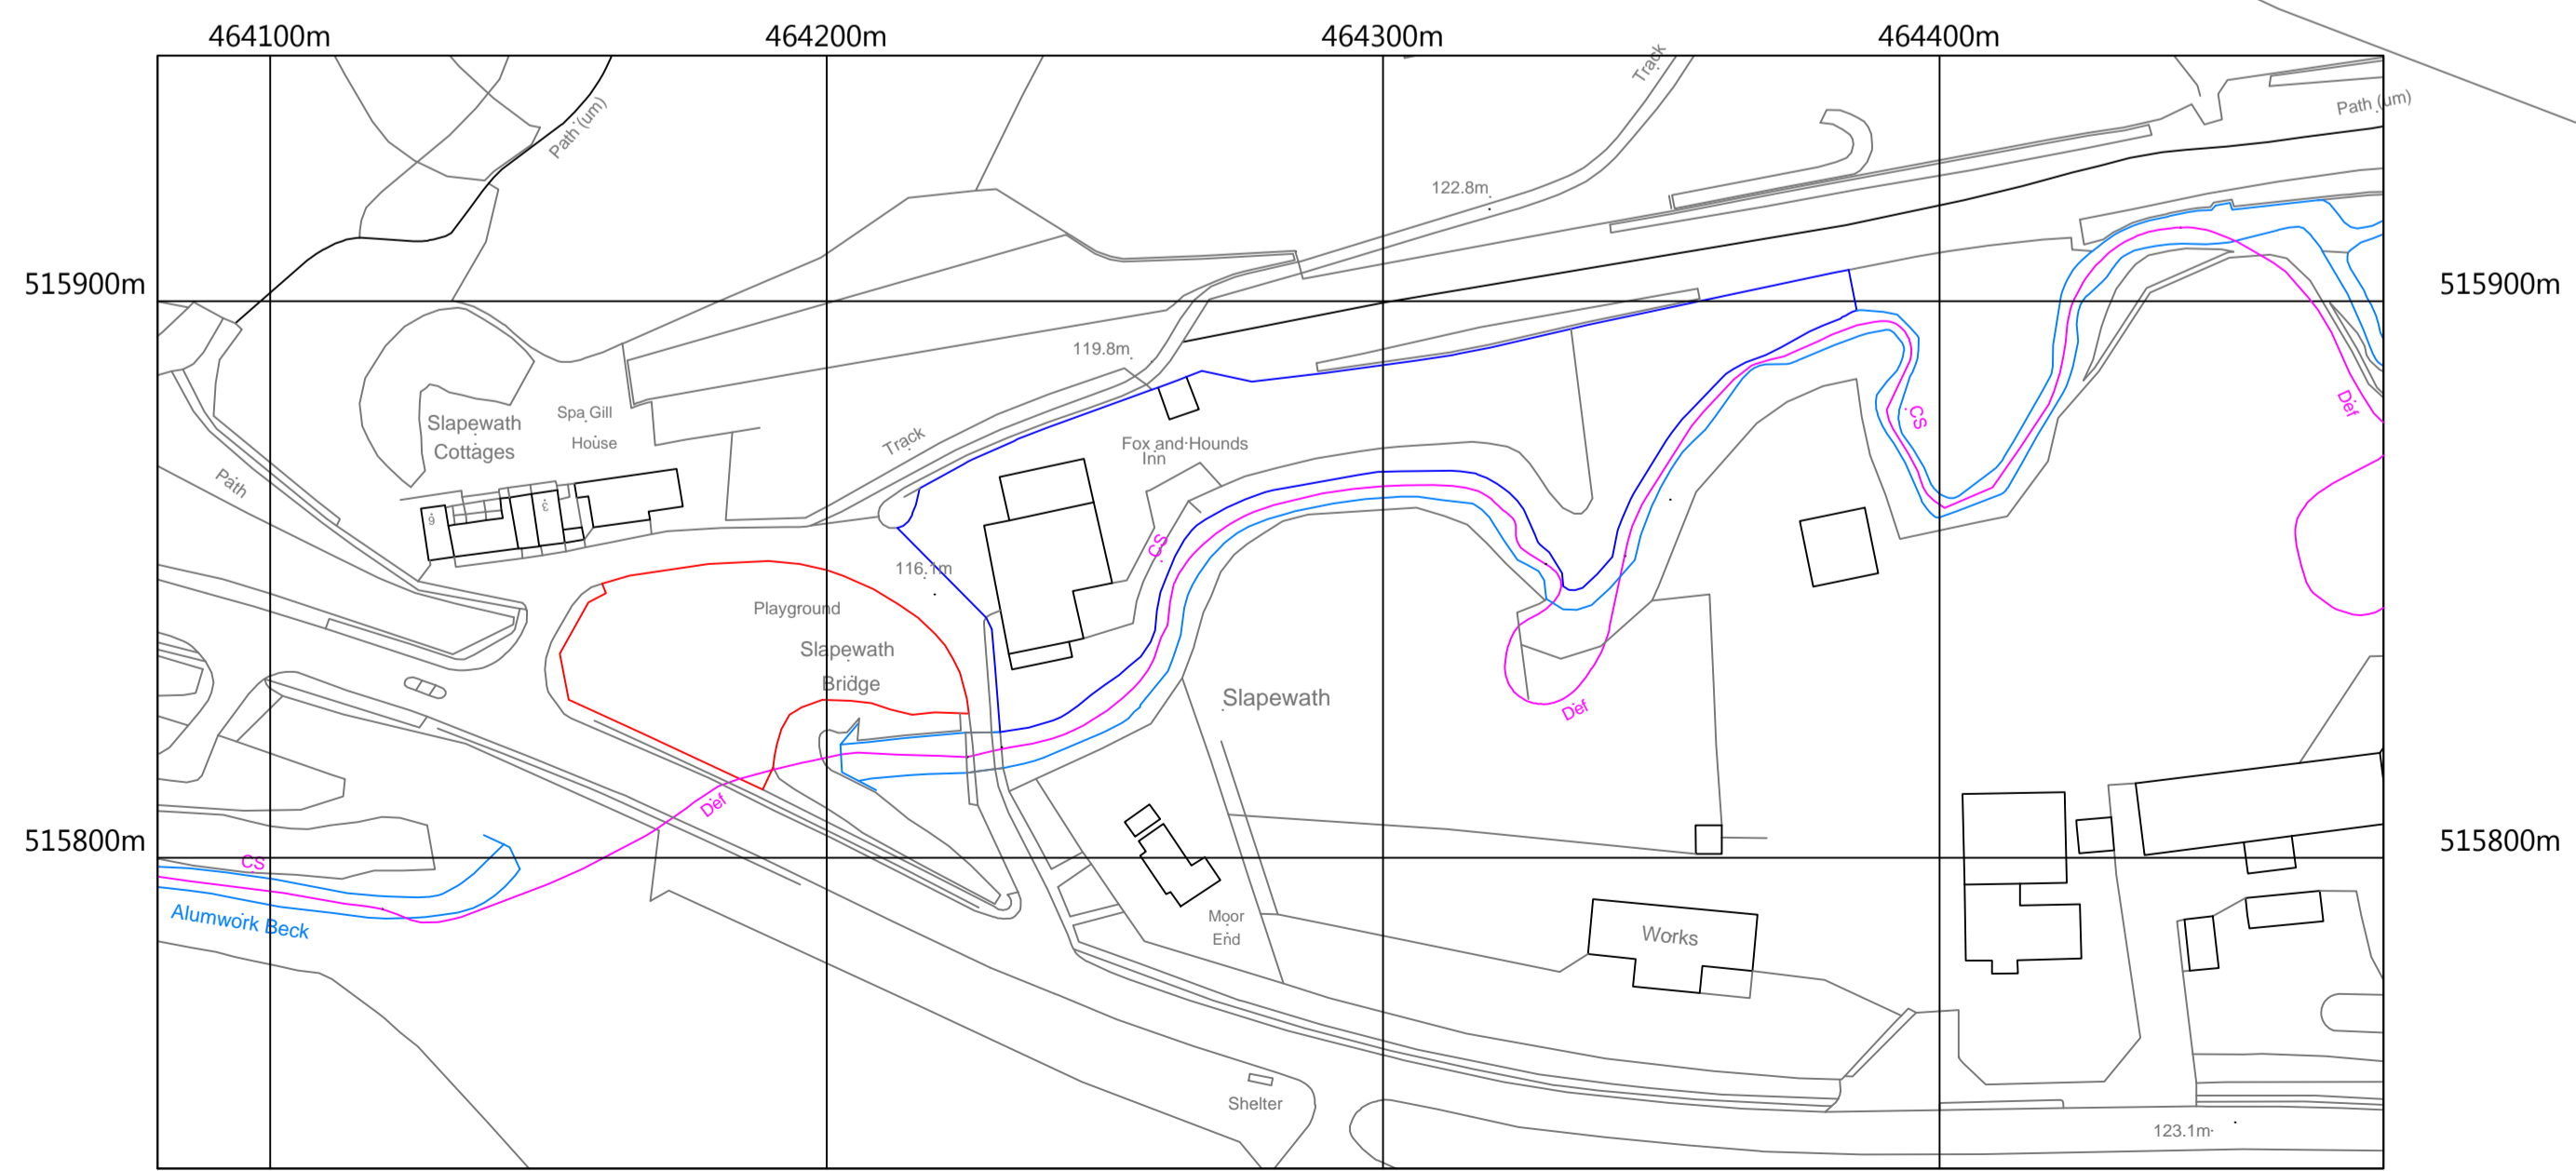 464100m
464200m
464300m
464400m
Track
Path (um)
Path (um)
122.8m
515900m
515900m
119.8m
Slapewath
Cottages
Spa Gill
House
Track
Fox and Hounds
Inn
CS
Def
Path
6
3
CS
116.1m
Playground
Slapewath
Bridge
Slapewath
Def
Def
515800m
515800m
CS
Alumwork Beck
Moor
End
Works
Shelter
123.1m